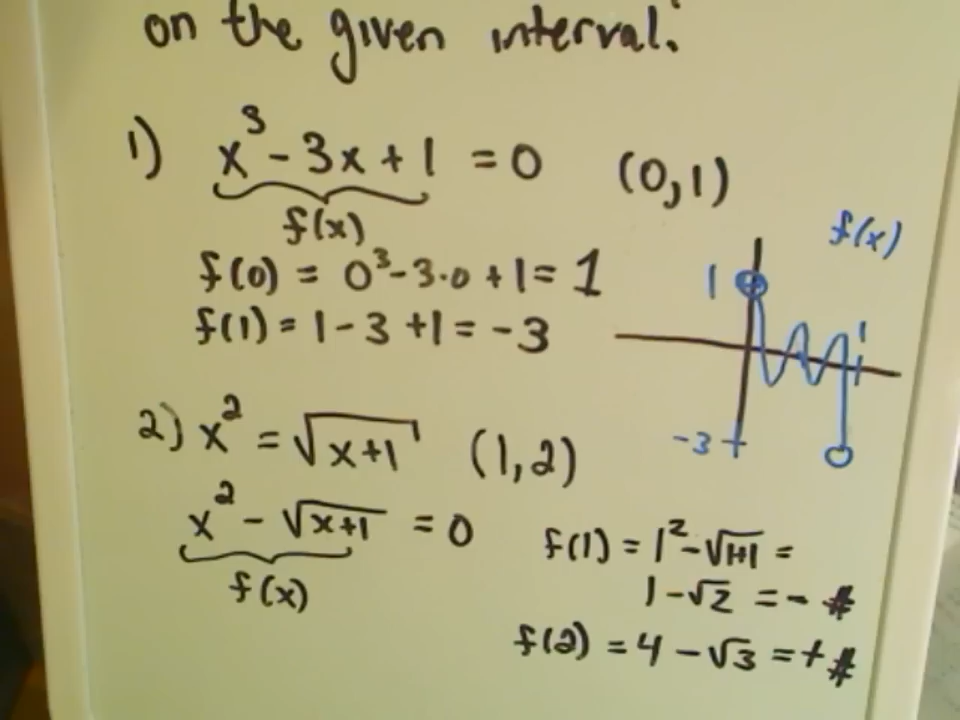 on the given interval.
1) x³ - 3x + 1 = 0 (0,1)
f(x)
f(x)
f(0) = 0³-3·0 + 1 = 1
1
f(1) = 1 - 3 + 1 = -3
1
-3
2) x² = √(x+1) (1,2)
x² - √(x+1) = 0
f(x)
f(1) = 1² - √(1+1) =
1 - √2 = - #
f(2) = 4 - √3 = + #